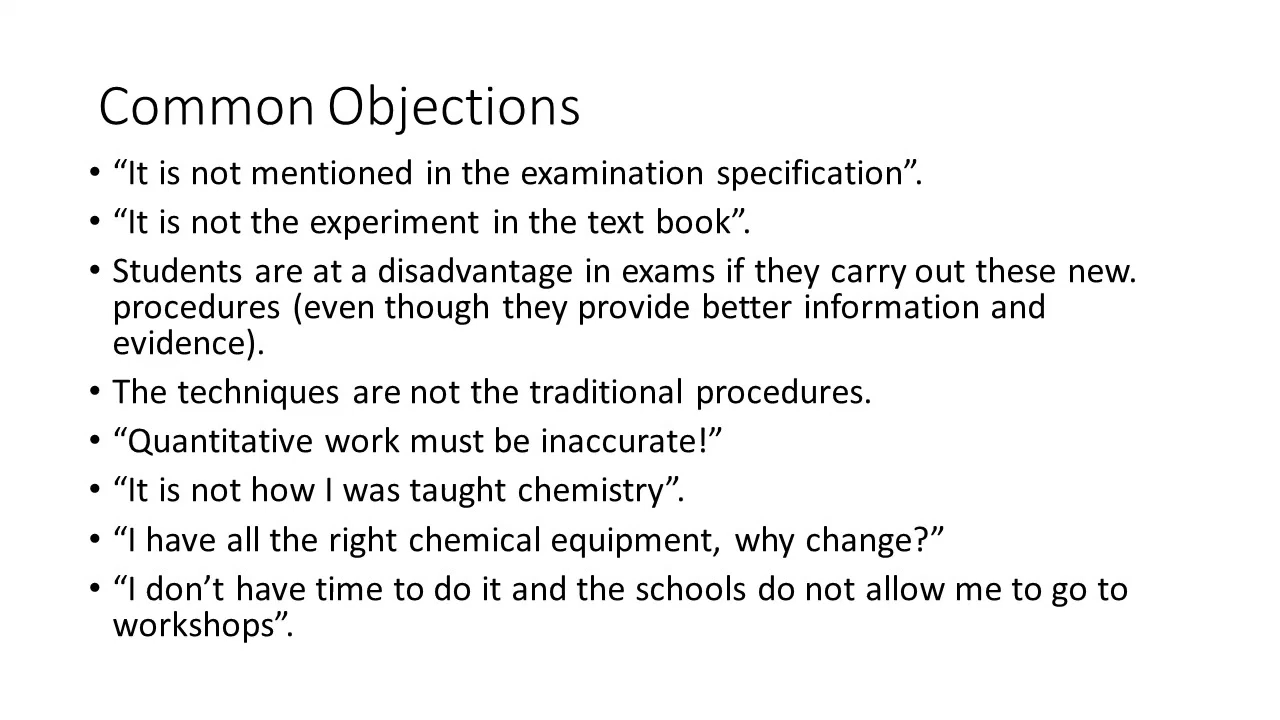 Common Objections
• “It is not mentioned in the examination specification”.
• “It is not the experiment in the text book”.
• Students are at a disadvantage in exams if they carry out these new.
procedures (even though they provide better information and
evidence).
• The techniques are not the traditional procedures.
• “Quantitative work must be inaccurate!”
• “It is not how I was taught chemistry”.
• “I have all the right chemical equipment, why change?”
• “I don’t have time to do it and the schools do not allow me to go to
workshops”.